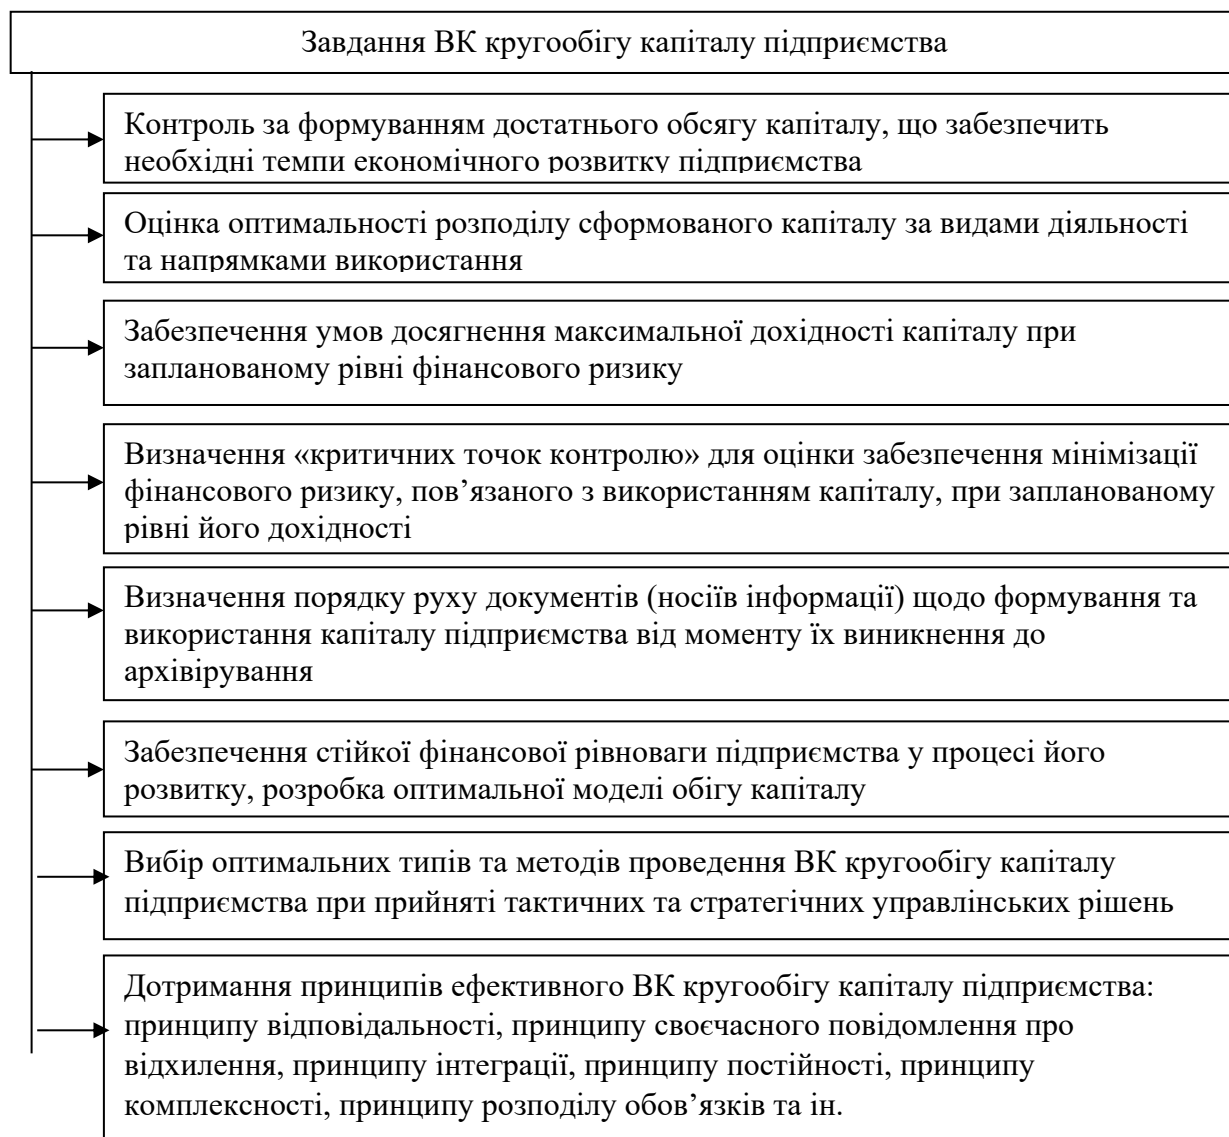 Завдання ВК кругообігу капіталу підприємства
Контроль за формуванням достатнього обсягу капіталу, що забезпечить
необхідні темпи економічного розвитку підприємства
Оцінка оптимальності розподілу сформованого капіталу за видами діяльності
та напрямками використання
Забезпечення умов досягнення максимальної дохідності капіталу при
запланованому рівні фінансового ризику
Визначення «критичних точок контролю» для оцінки забезпечення мінімізації
фінансового ризику, пов’язаного з використанням капіталу, при запланованому
рівні його дохідності
Визначення порядку руху документів (носіїв інформації) щодо формування та
використання капіталу підприємства від моменту їх виникнення до
архівірування
Забезпечення стійкої фінансової рівноваги підприємства у процесі його
розвитку, розробка оптимальної моделі обігу капіталу
Вибір оптимальних типів та методів проведення ВК кругообігу капіталу
підприємства при прийняті тактичних та стратегічних управлінських рішень
Дотримання принципів ефективного ВК кругообігу капіталу підприємства:
принципу відповідальності, принципу своєчасного повідомлення про
відхилення, принципу інтеграції, принципу постійності, принципу
комплексності, принципу розподілу обов’язків та ін.